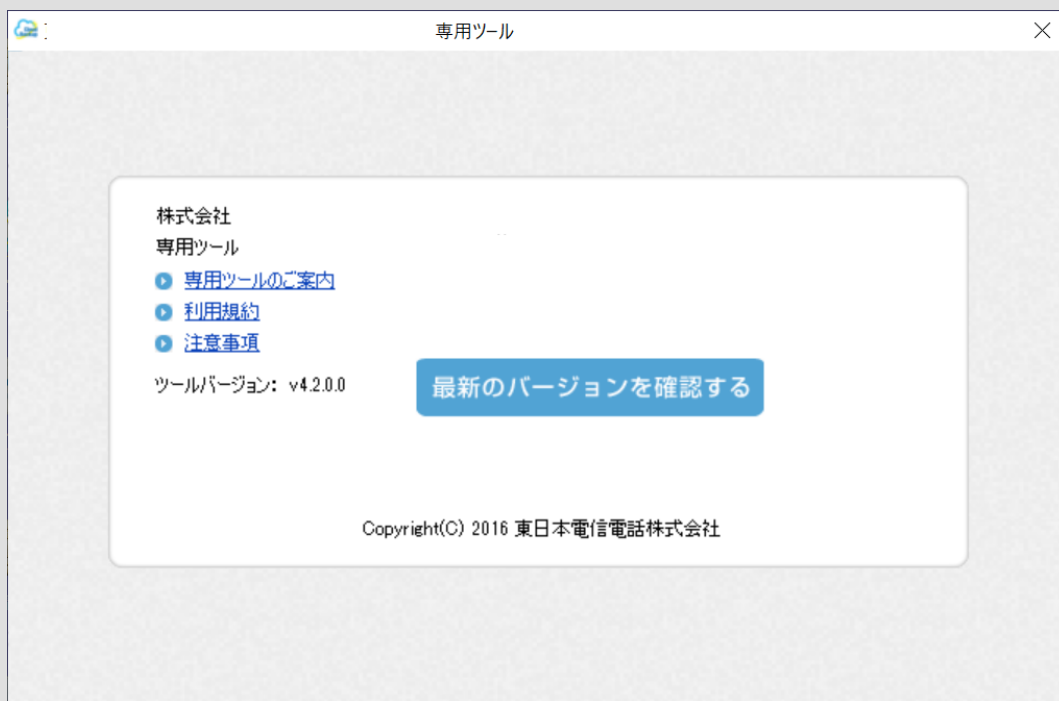 専用ツール
株式会社
専用ツール
専用ツールのご案内
利用規約
注意事項
ツールバージョン： v4.2.0.0
最新のバージョンを確認する
Copyright(C) 2016 東日本電信電話株式会社